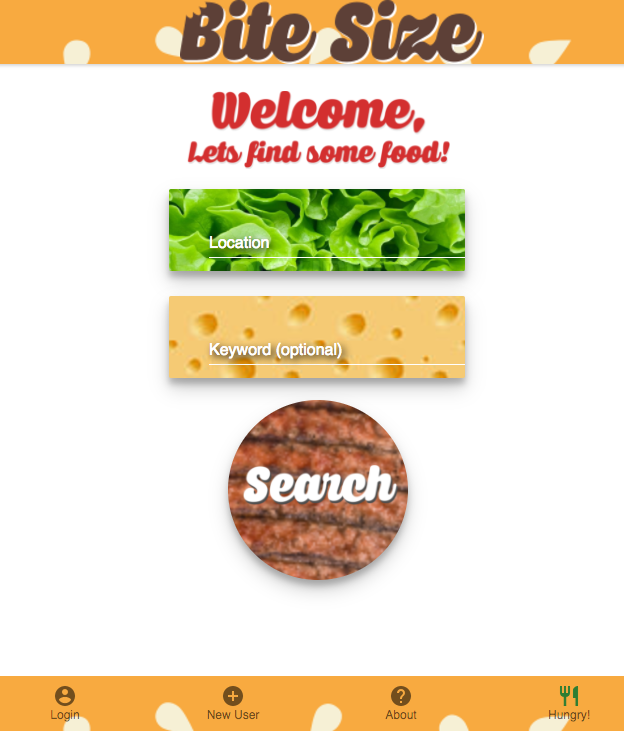 Bite Size
Welcome,
Lets find some food!
Location
Keyword (optional)
Search
Login
New User
About
Hungry!